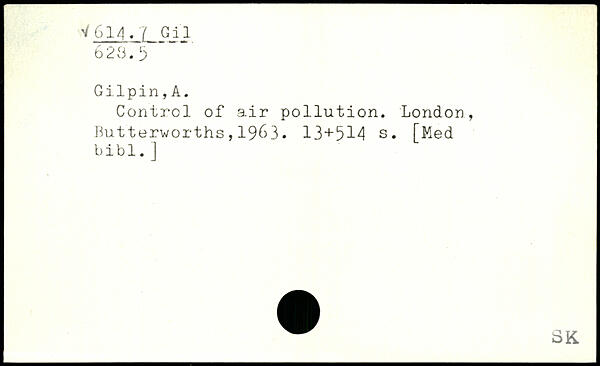 √614.7 Gil
628.5
Gilpin,A.
Control of air pollution. London,
Butterworths,1963. 13+514 s. [Med
bibl.]
SK